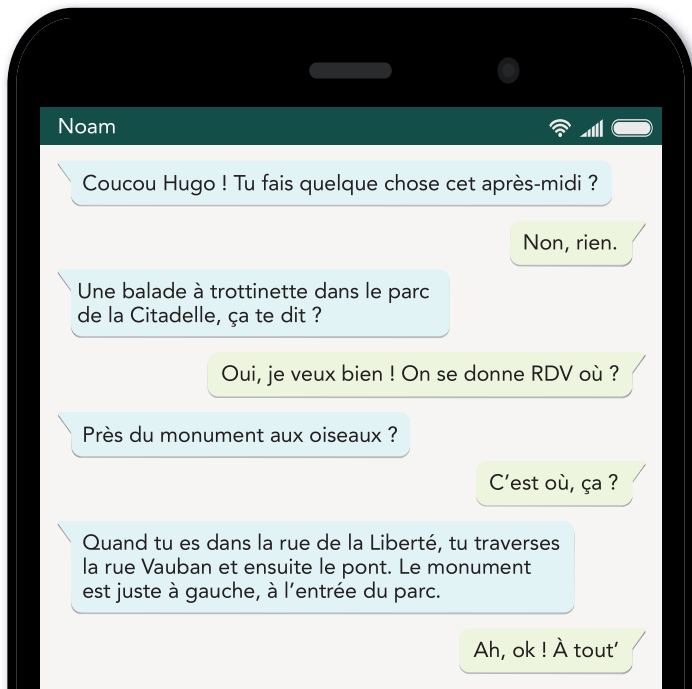 Noam
Coucou Hugo ! Tu fais quelque chose cet après-midi ?
Non, rien.
Une balade à trottinette dans le parc
de la Citadelle, ça te dit ?
Oui, je veux bien ! On se donne RDV où ?
Près du monument aux oiseaux ?
C’est où, ça ?
Quand tu es dans la rue de la Liberté, tu traverses
la rue Vauban et ensuite le pont. Le monument
est juste à gauche, à l’entrée du parc.
Ah, ok ! À tout’